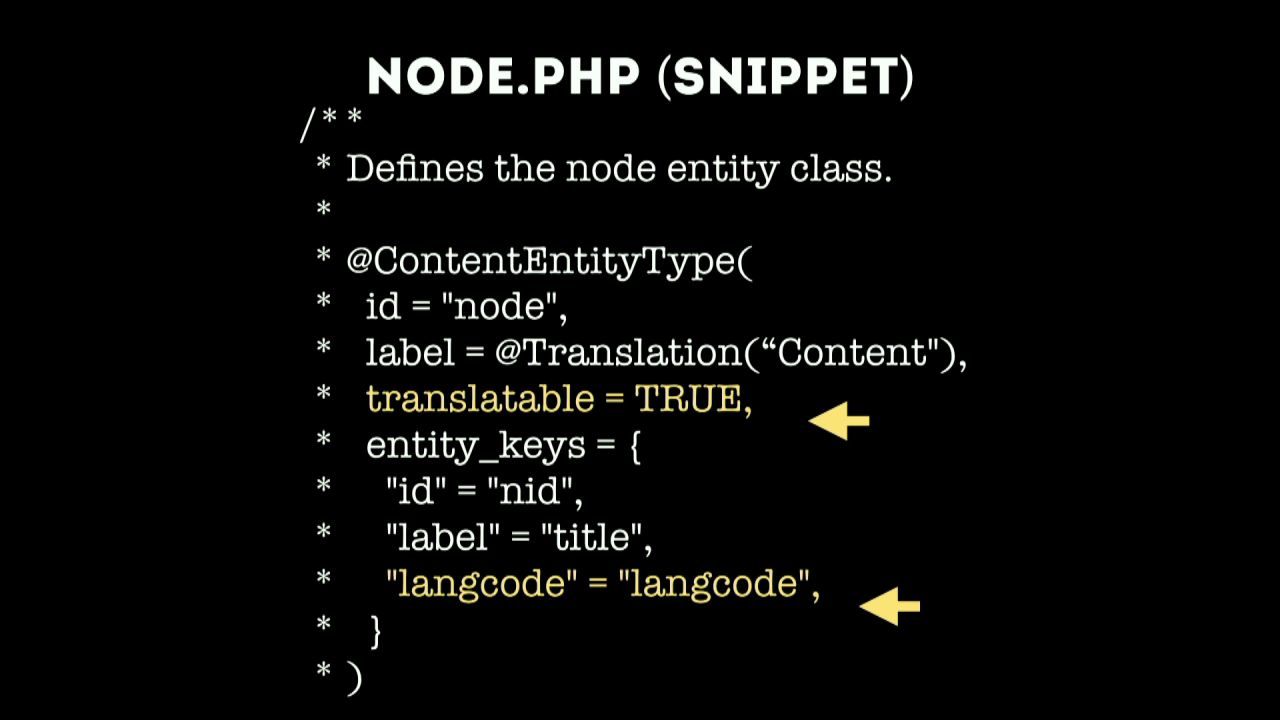 NODE.PHP (SNIPPET)
/**
* Defines the node entity class.
*
* @ContentEntityType(
* id = "node",
* label = @Translation(“Content"),
* translatable = TRUE,
* entity_keys = {
* "id" = "nid",
* "label" = "title",
* "langcode" = "langcode",
* }
* )